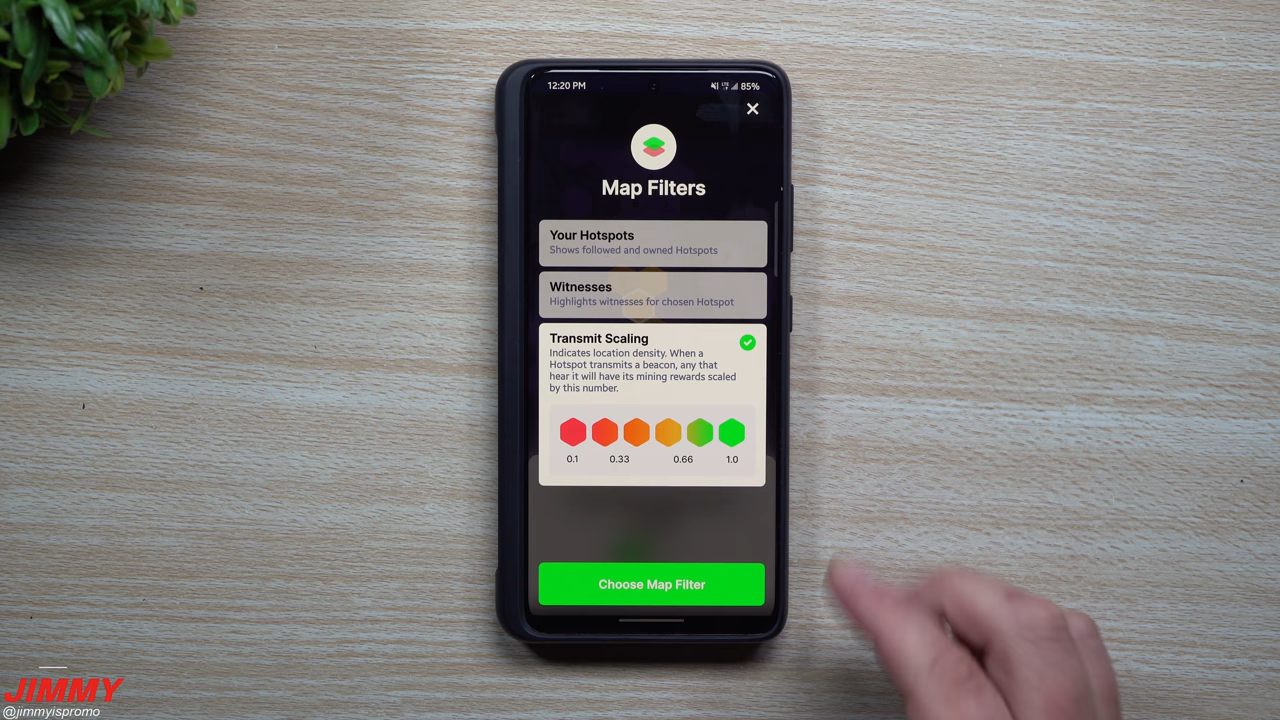 12:20 PM
LTE 85%
Map Filters
Your Hotspots
Shows followed and owned Hotspots
Witnesses
Highlights witnesses for chosen Hotspot
Transmit Scaling
Indicates location density. When a
Hotspot transmits a beacon, any that
hear it will have its mining rewards scaled
by this number.
0.1 0.33 0.66 1.0
Choose Map Filter
JIMMY
@jimmyispromo